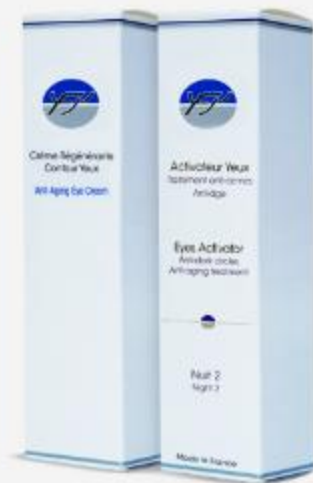 Crème Régénérante
Contour Yeux
Anti Aging Eye Cream
Activateur Yeux
Traitement anti-cernes
Anti-âge
Eyes Activator
Anti-dark circles
Anti-aging treatment
Nuit 2
Night 2
Made in France